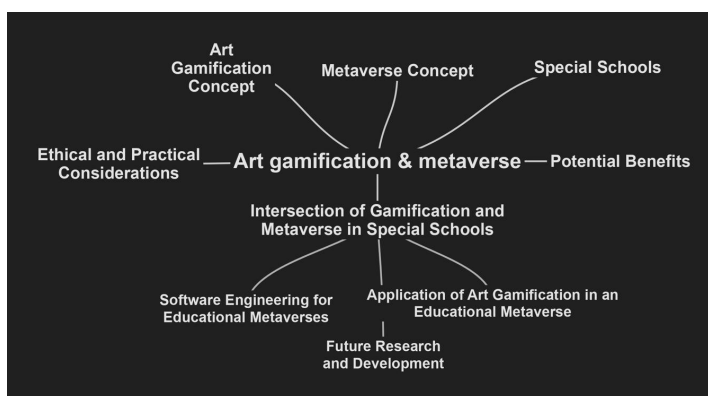 Art
Gamification
Concept
Metaverse Concept
Special Schools
Ethical and Practical
Considerations
Art gamification & metaverse
Potential Benefits
Intersection of Gamification and
Metaverse in Special Schools
Software Engineering for
Educational Metaverses
Application of Art Gamification in an
Educational Metaverse
Future Research
and Development